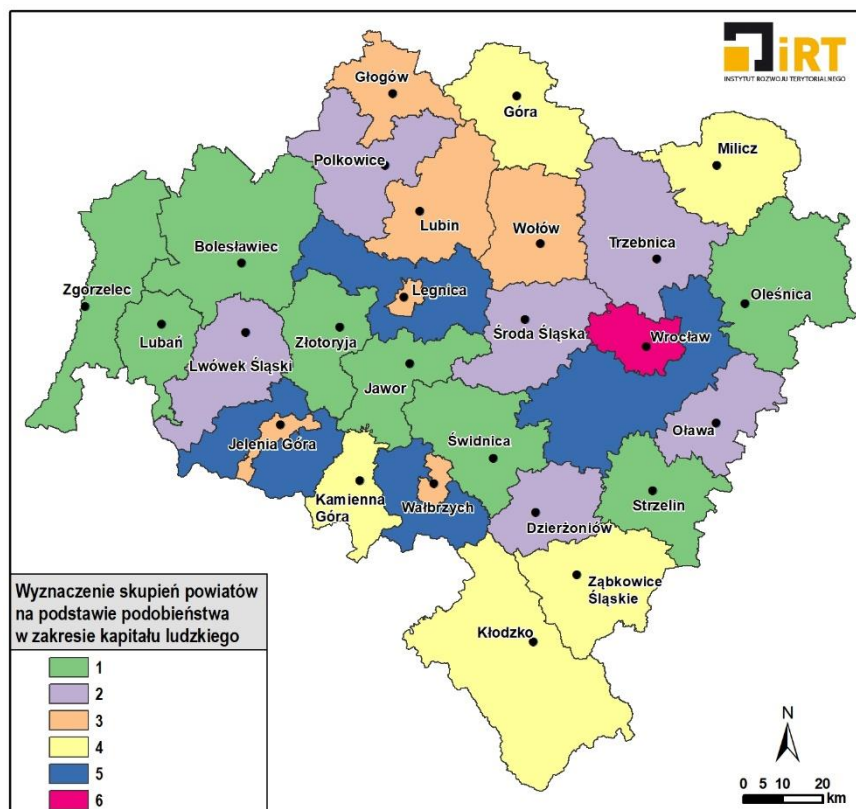 iRT
INSTYTUT ROZWOJU TERYTORIALNEGO
Głogów
Góra
Milicz
Polkowice
Lubin
Wołów
Trzebnica
Bolesławiec
Zgorzelec
Legnica
Oleśnica
Lubań
Złotoryja
Środa Śląska
Wrocław
Lwówek Śląski
Jawor
Oława
Jelenia Góra
Świdnica
Kamienna
Góra
Wałbrzych
Strzelin
Dzierżoniów
Ząbkowice
Śląskie
Kłodzko
Wyznaczenie skupień powiatów
na podstawie podobieństwa
w zakresie kapitału ludzkiego
1
2
3
4
5
6
N
0 5 10 20
km